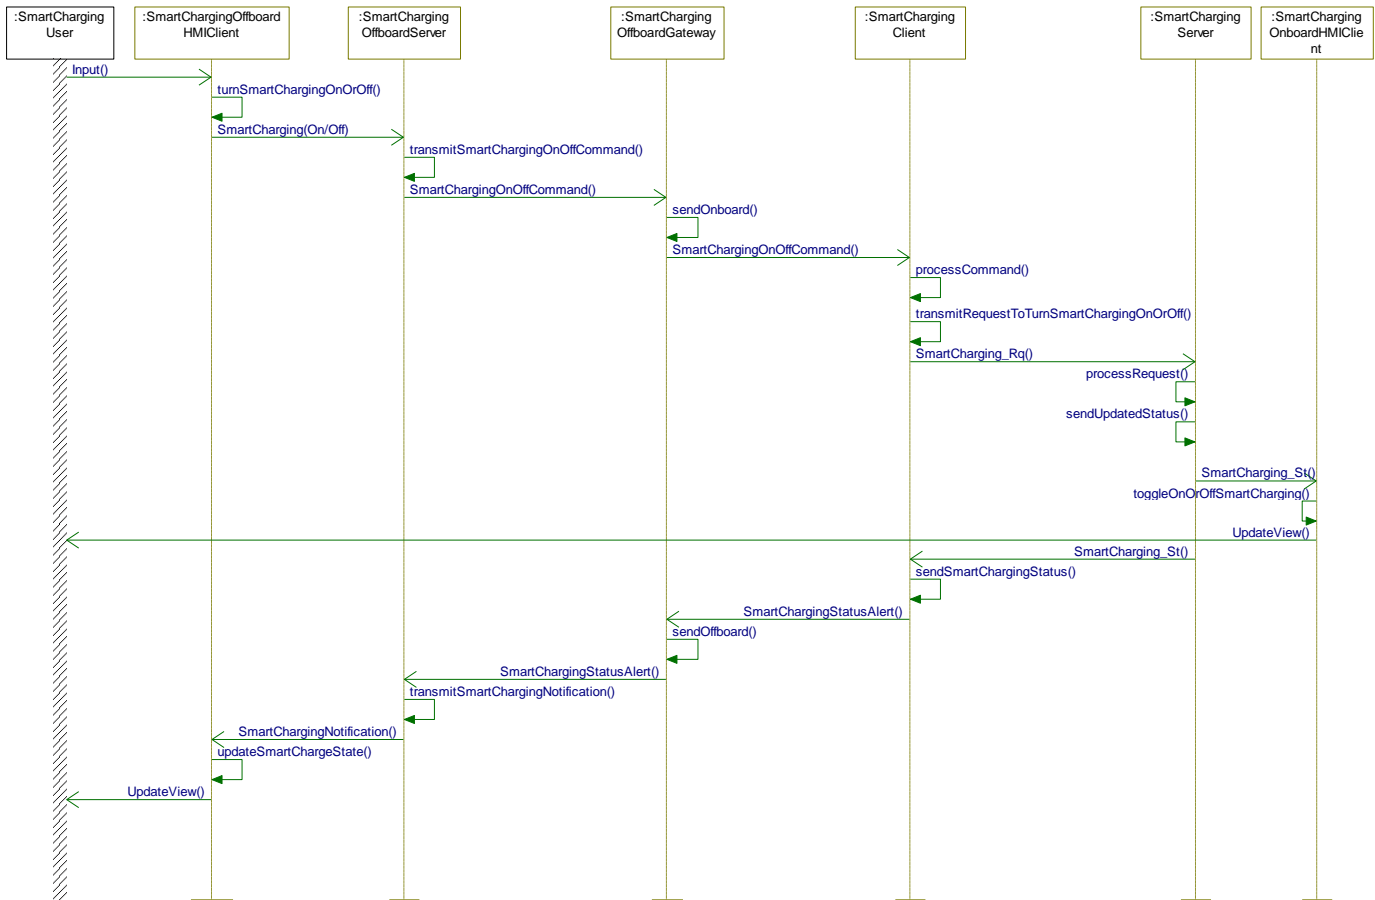 :SmartCharging
User
:SmartChargingOffboard
HMIClient
:SmartCharging
OffboardServer
:SmartCharging
OffboardGateway
:SmartCharging
Client
:SmartCharging
Server
:SmartCharging
OnboardHMIClie
nt
Input()
turnSmartChargingOnOrOff()
SmartCharging(On/Off)
transmitSmartChargingOnOffCommand()
SmartChargingOnOffCommand()
sendOnboard()
SmartChargingOnOffCommand()
processCommand()
transmitRequestToTurnSmartChargingOnOrOff()
SmartCharging_Rq()
processRequest()
sendUpdatedStatus()
SmartCharging_St()
toggleOnOrOffSmartCharging()
UpdateView()
SmartCharging_St()
sendSmartChargingStatus()
SmartChargingStatusAlert()
sendOffboard()
SmartChargingStatusAlert()
transmitSmartChargingNotification()
SmartChargingNotification()
updateSmartChargeState()
UpdateView()